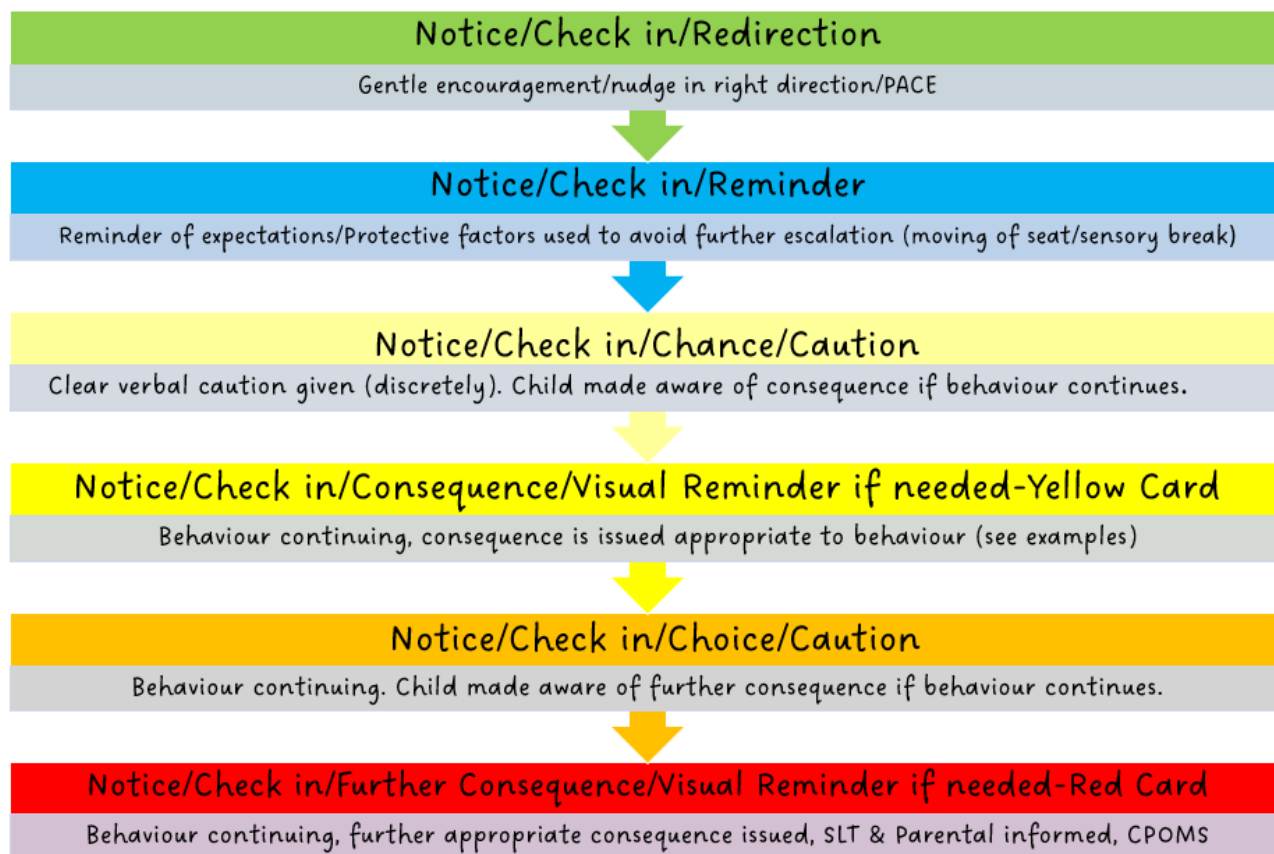 Notice/Check in/Redirection
Gentle encouragement/nudge in right direction/PACE
Notice/Check in/Reminder
Reminder of expectations/Protective factors used to avoid further escalation (moving of seat/sensory break)
Notice/Check in/Chance/Caution
Clear verbal caution given (discretely). Child made aware of consequence if behaviour continues.
Notice/Check in/Consequence/Visual Reminder if needed-Yellow Card
Behaviour continuing, consequence is issued appropriate to behaviour (see examples)
Notice/Check in/Choice/Caution
Behaviour continuing. Child made aware of further consequence if behaviour continues.
Notice/Check in/Further Consequence/Visual Reminder if needed-Red Card
Behaviour continuing, further appropriate consequence issued, SLT & Parental informed, CPOMS